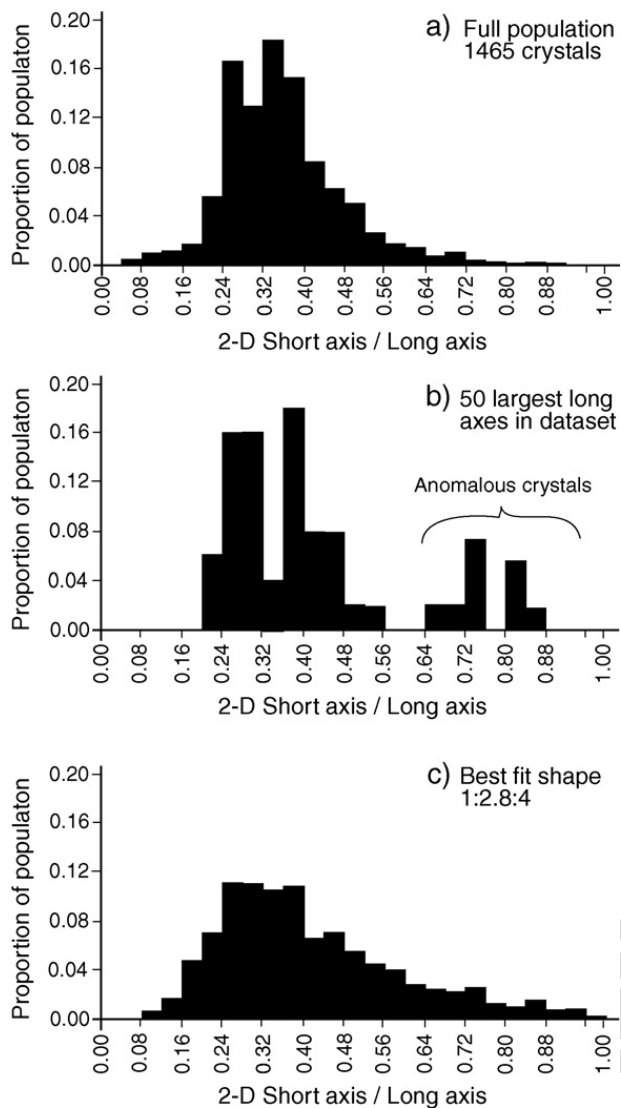 a) Full population
1465 crystals
Proportion of populaton
0.20
0.16
0.12
0.08
0.04
0.00
0.00 0.08 0.16 0.24 0.32 0.40 0.48 0.56 0.64 0.72 0.80 0.88 1.00
2-D Short axis / Long axis
b) 50 largest long
axes in dataset
Anomalous crystals
Proportion of populaton
0.20
0.16
0.12
0.08
0.04
0.00
0.00 0.08 0.16 0.24 0.32 0.40 0.48 0.56 0.64 0.72 0.80 0.88 1.00
2-D Short axis / Long axis
c) Best fit shape
1:2.8:4
Proportion of populaton
0.20
0.16
0.12
0.08
0.04
0.00
0.00 0.08 0.16 0.24 0.32 0.40 0.48 0.56 0.64 0.72 0.80 0.88 1.00
2-D Short axis / Long axis